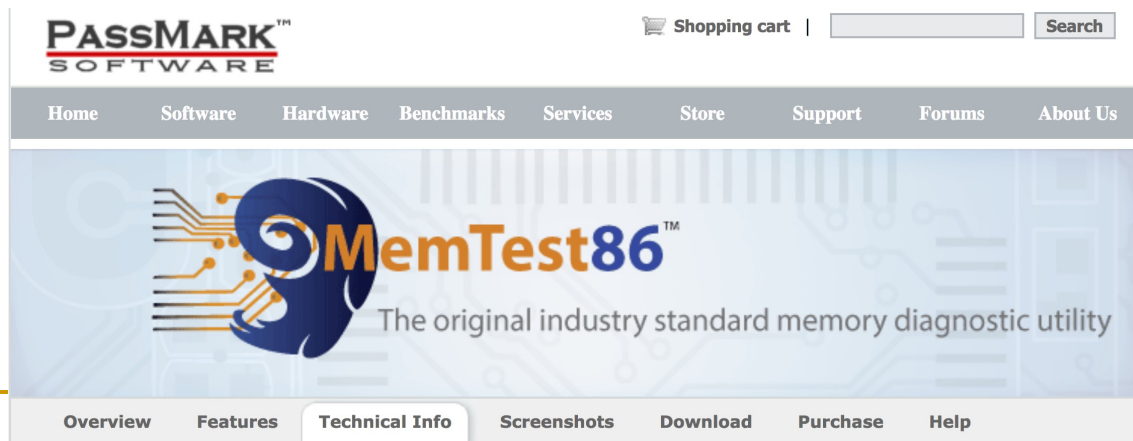 PASSMARK™
SOFTWARE
Shopping cart | Search
Home Software Hardware Benchmarks Services Store Support Forums About Us
MemTest86™
The original industry standard memory diagnostic utility
Overview Features Technical Info Screenshots Download Purchase Help